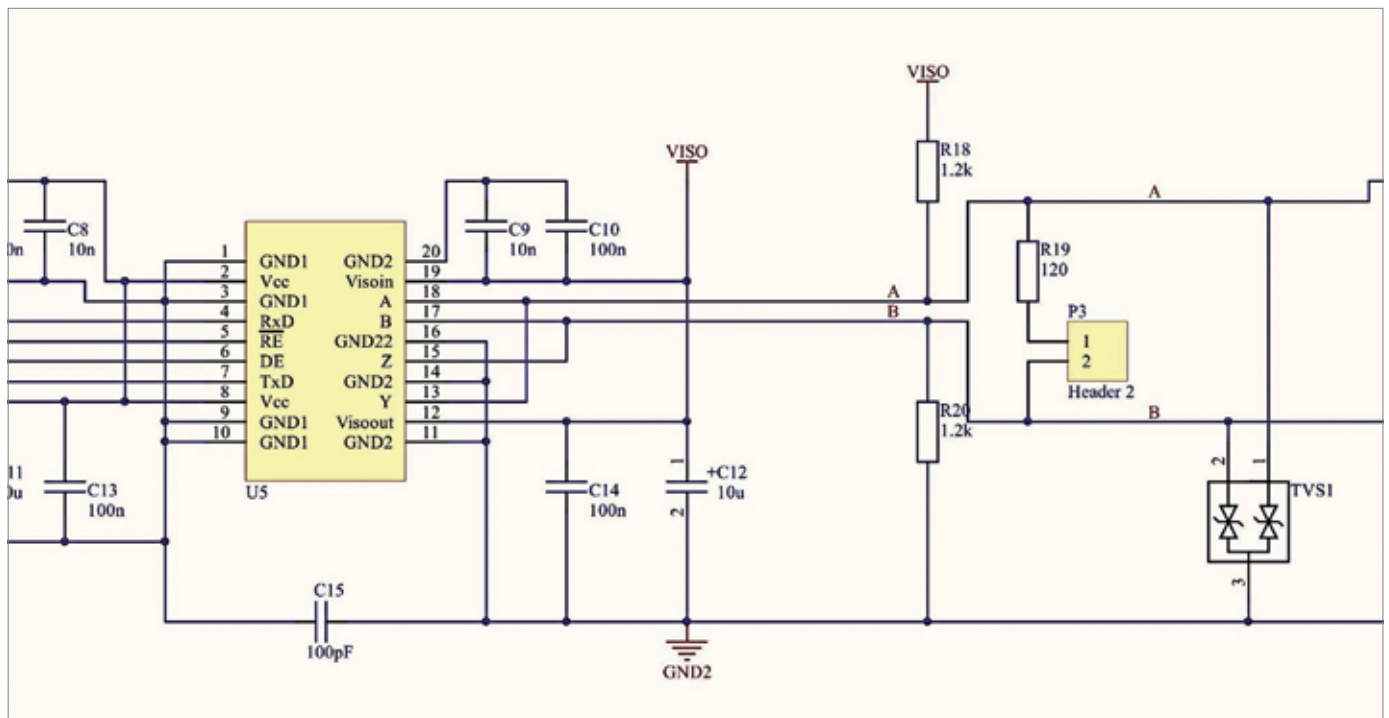 VISO
R18
1.2k
VISO
A
C8
10n
0n
C9
10n
C10
100n
R19
120
1
2
3
4
5
6
7
8
9
10
GND1
Vcc
GND1
RxD
RE
DE
TxD
Vcc
GND1
GND1
GND2
Visoin
A
B
GND22
Z
GND2
Y
Visoout
GND2
20
19
18
17
16
15
14
13
12
11
U5
A
B
P3
1
2
Header 2
R20
1.2k
B
11
0u
C13
100n
C14
100n
1
+C12
10u
2
2
1
TVS1
3
C15
100pF
GND2